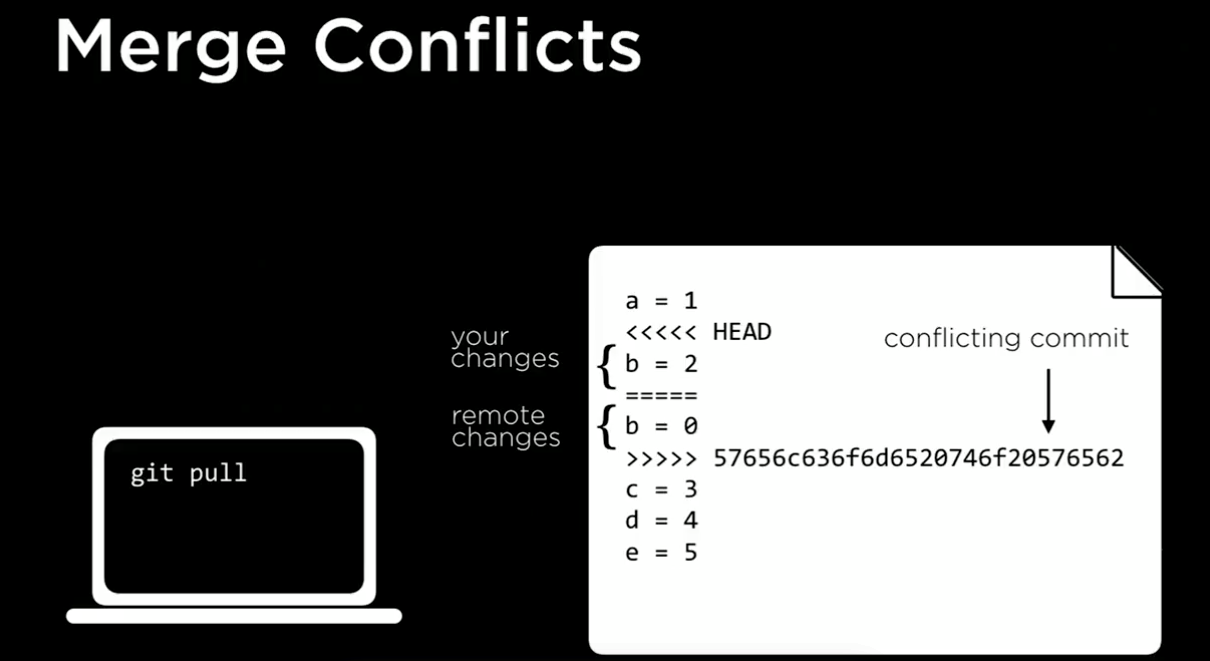 Merge Conflicts
git pull
your
changes
remote
changes
{
{
a = 1
<<<<< HEAD
b = 2
=====
b = 0
>>>>> 57656c636f6d6520746f20576562
c = 3
d = 4
e = 5
conflicting commit